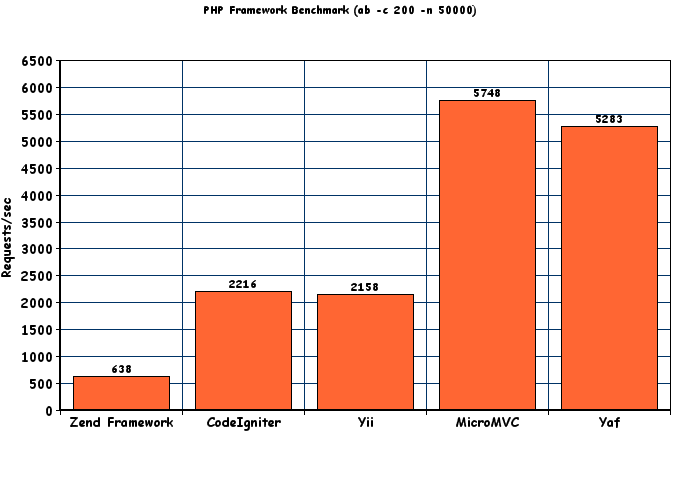 PHP Framework Benchmark (ab -c 200 -n 50000)
6500
6000
5500
5000
4500
4000
3500
3000
2500
2000
1500
1000
500
0
Requests/sec
638
2216
2158
5748
5283
Zend Framework
CodeIgniter
Yii
MicroMVC
Yaf